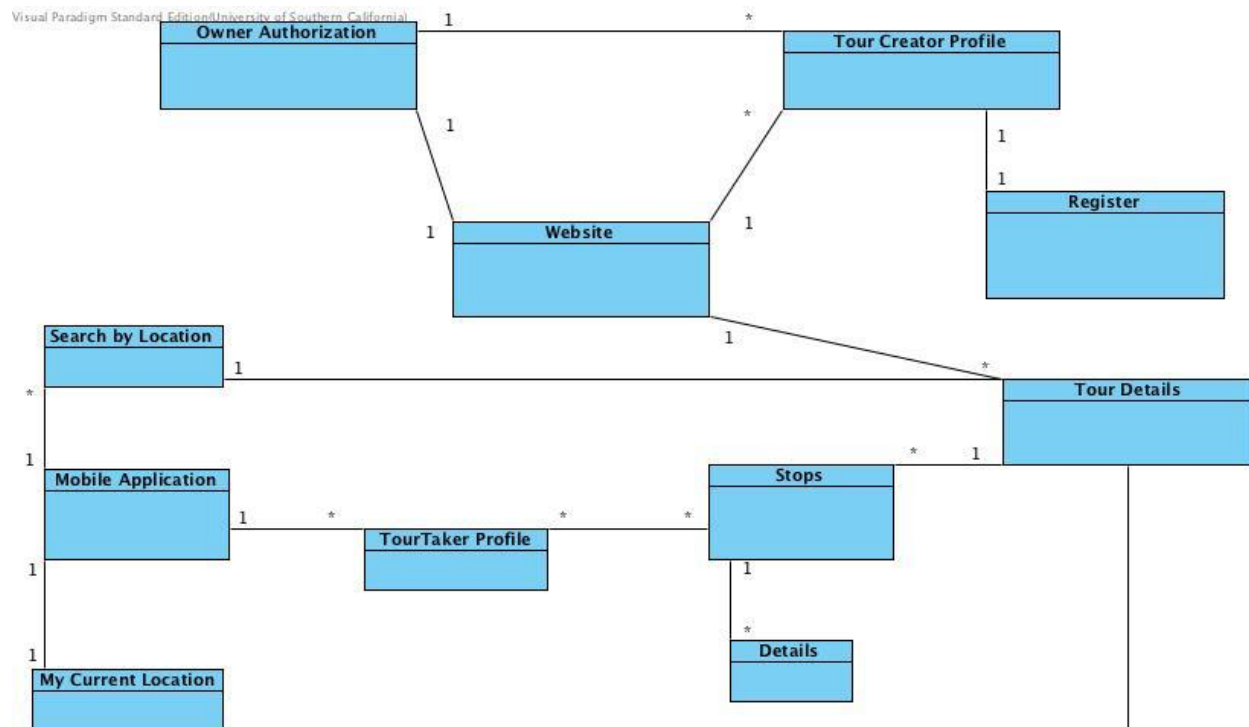 Visual Paradigm Standard Edition(University of Southern California)
Owner Authorization
1
*
Tour Creator Profile
1
*
1
1
Register
1
Website
1
Search by Location
1
1
*
Tour Details
*
1
Mobile Application
*
1
Stops
1
*
*
*
TourTaker Profile
1
1
*
Details
1
My Current Location